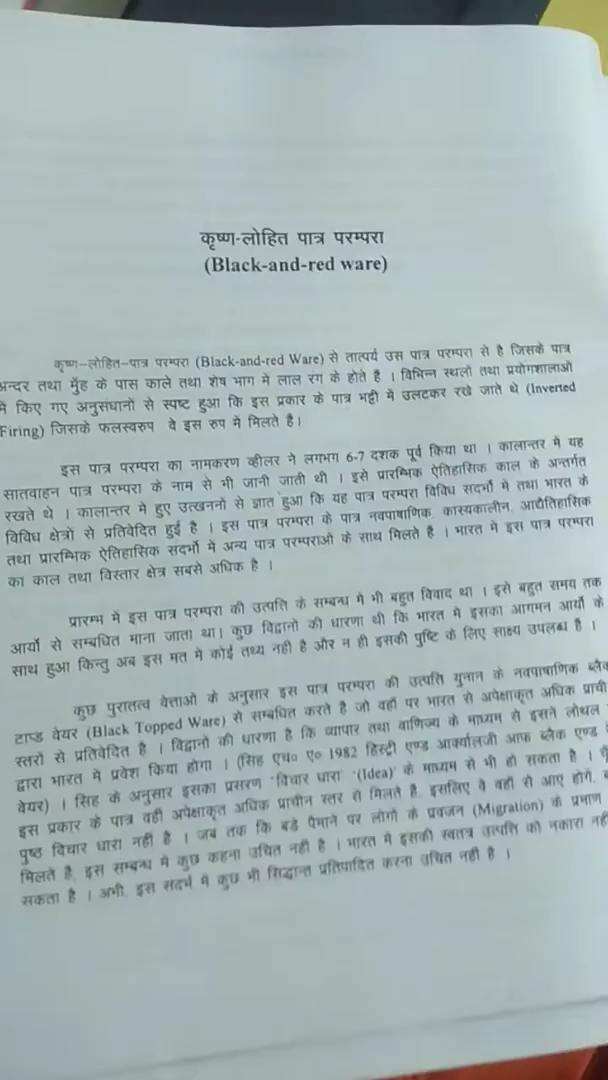 कृष्ण-लोहित पात्र परम्परा
(Black-and-red ware)
कृष्ण–लोहित–पात्र परम्परा (Black-and-red Ware) से तात्पर्य उस पात्र परम्परा से है जिसके पात्र
अन्दर तथा मुँह के पास काले तथा शेष भाग में लाल रंग के होते हैं । विभिन्न स्थलों तथा प्रयोगशालाओं
में किए गए अनुसंधानों से स्पष्ट हुआ कि इस प्रकार के पात्र भट्टी में उलटकर रखे जाते थे (Inverted
Firing) जिसके फलस्वरुप वे इस रुप में मिलते है।
इस पात्र परम्परा का नामकरण व्हीलर ने लगभग 6-7 दशक पूर्व किया था । कालान्तर में यह
सातवाहन पात्र परम्परा के नाम से भी जानी जाती थी । इसे प्रारम्भिक ऐतिहासिक काल के अन्तर्गत
रखते थे । कालान्तर में हुए उत्खननो से ज्ञात हुआ कि यह पात्र परम्परा विविध सदर्भो में तथा भारत के
विविध क्षेत्रों से प्रतिवेदित हुई है । इस पात्र परम्परा के पात्र नवपाषाणिक, कास्यकालीन, आद्यैतिहासिक
तथा प्रारम्भिक ऐतिहासिक सदर्भो में अन्य पात्र परम्पराओ के साथ मिलते है । भारत में इस पात्र परम्परा
का काल तथा विस्तार क्षेत्र सबसे अधिक है ।
प्रारम्भ में इस पात्र परम्परा की उत्पति के सम्बन्ध मे भी बहुत विवाद था । इसे बहुत समय तक
आर्यो से सम्बधित माना जाता था। कुछ विद्वानों की धारणा थी कि भारत मे इसका आगमन आर्यो के
साथ हुआ किन्तु अब इस मत मे कोई तथ्य नही है और न ही इसकी पुष्टि के लिए साक्ष्य उपलब्ध है ।
कुछ पुरातत्व वेत्ताओ के अनुसार इस पात्र परम्परा की उत्पति युनान के नवपाषाणिक ब्लैक
टाप्ड वेयर (Black Topped Ware) से सम्बधित करते है जो वहाँ पर भारत से अपेक्षाकृत अधिक
स्तरों से प्रतिवेदित है । विद्वानों की धारणा है कि व्यापार तथा वाणिज्य के माध्यम से इसने लोथल
द्वारा भारत मे प्रवेश किया होगा । (सिह एच० ए० 1982 हिस्ट्री एण्ड आर्क्यालजी आफ ब्लैक एण्ड
वेयर) । सिह के अनुसार इसका प्रसरण 'विचार धारा' '(Idea)' के माध्यम से भी हो सकता है ।
इस प्रकार के पात्र वही अपेक्षाकृत अधिक प्राचीन स्तर से मिलते है, इसलिए वे वही से आए होगे,
पुष्ठ विचार धारा नही है । जब तक कि बडे पैमाने पर लोगो के प्रवजन (Migration) के प्रमाण
मिलते है, इस सम्बन्ध मे कुछ कहना उचित नही है । भारत मे इसकी स्वतत्र उत्पत्ति को नकारा नही
सकता है । अभी, इस सदर्भ मे कुछ भी सिद्धान्त प्रतिपादित करना उचित नही है ।